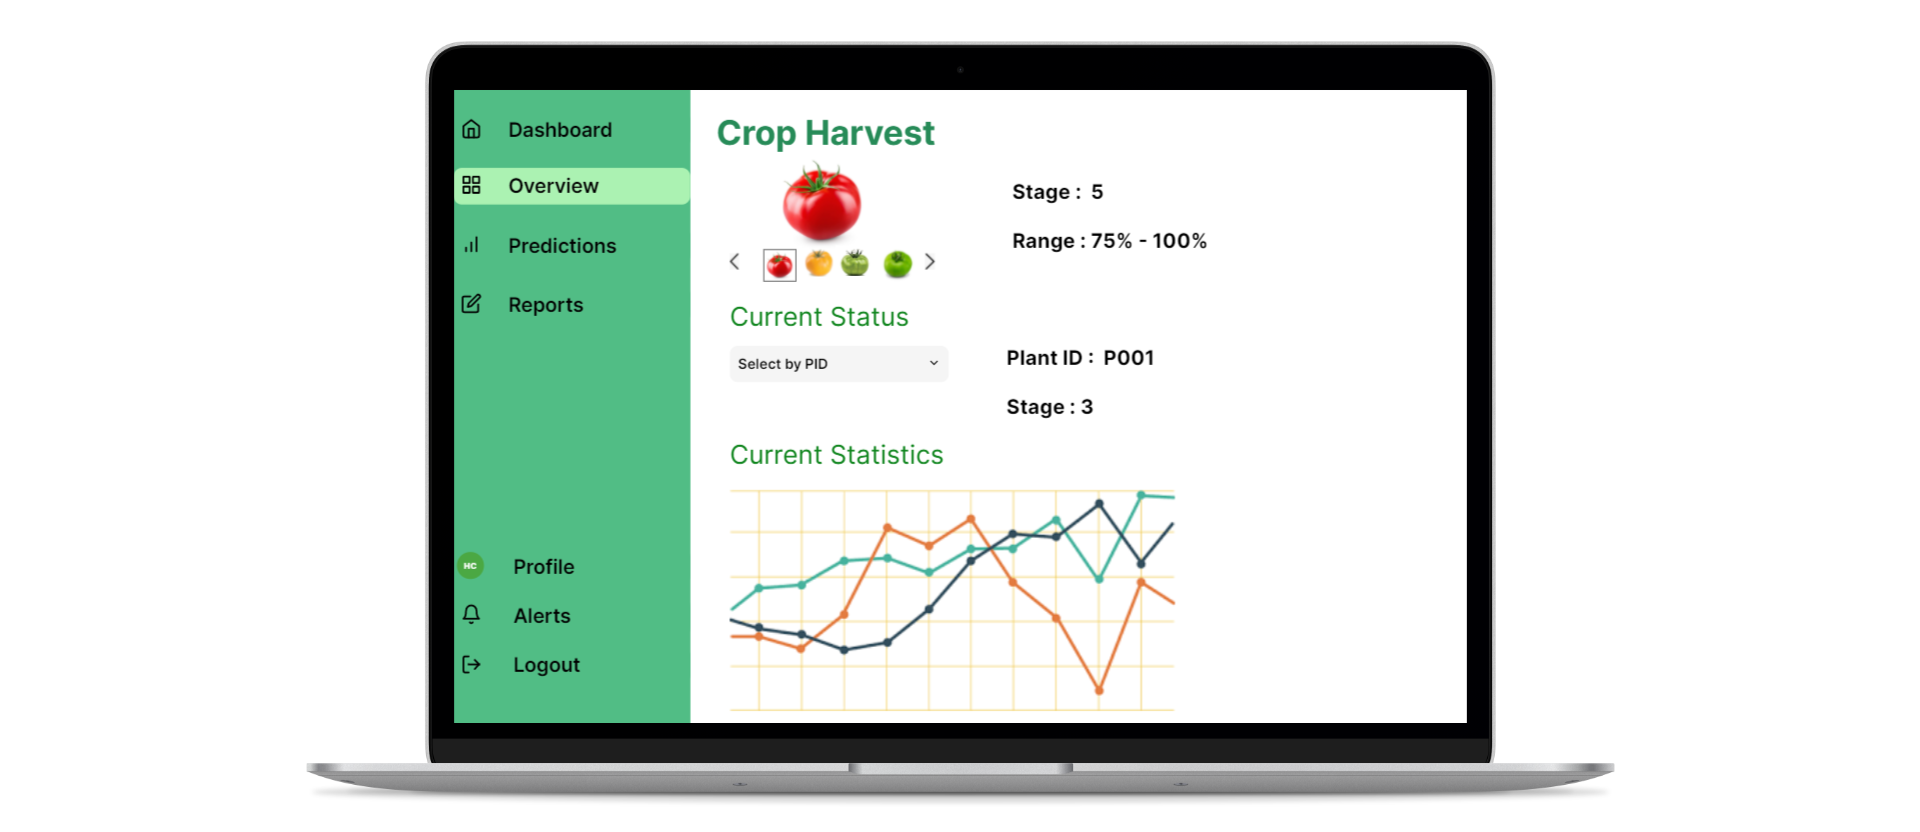 Dashboard
Overview
Predictions
Reports
HC Profile
Alerts
Logout
Crop Harvest
Stage : 5
Range : 75% - 100%
Current Status
Select by PID
Plant ID : P001
Stage : 3
Current Statistics